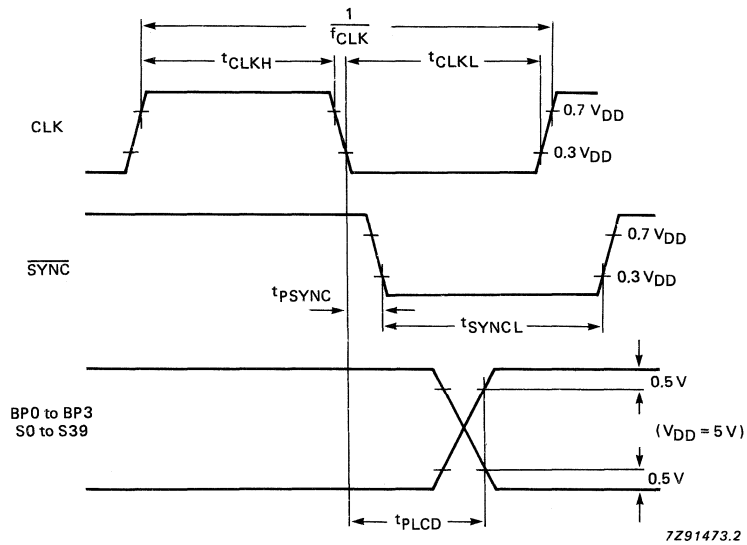 1
fCLK
tCLKH
tCLKL
CLK
0.7 VDD
0.3 VDD
SYNC
0.7 VDD
0.3 VDD
tPSYNC
tSYNCL
BP0 to BP3
S0 to S39
0.5 V
(VDD = 5 V)
0.5 V
tPLCD
7Z91473.2